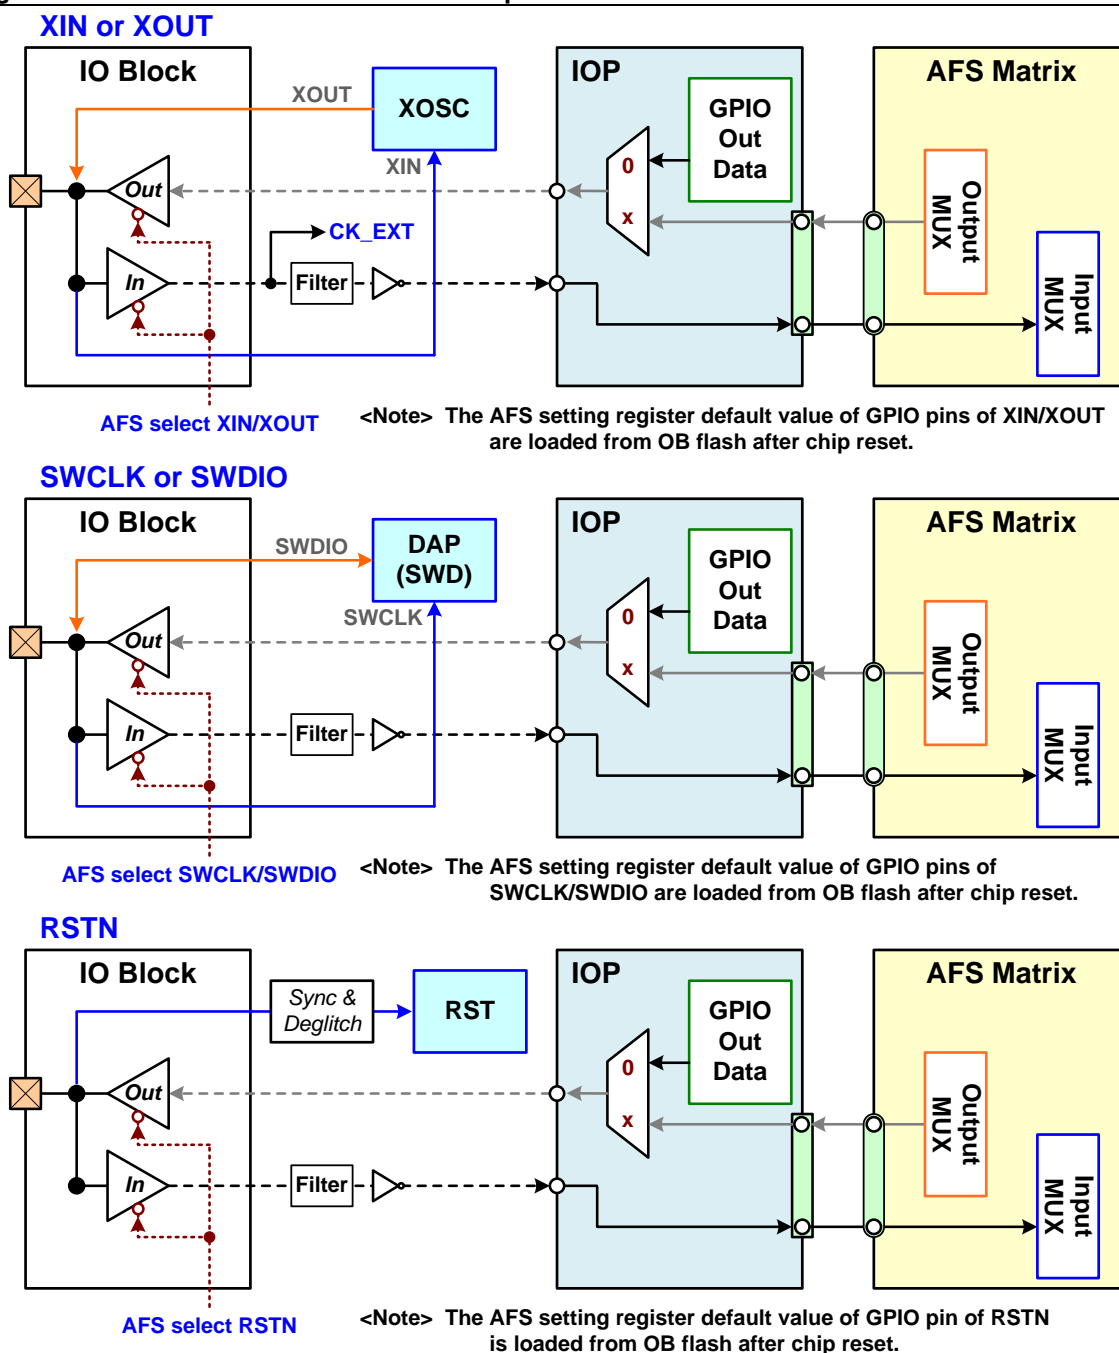 XIN or XOUT
IO Block
IOP
AFS Matrix
XOUT
XOSC
GPIO
Out
Data
XIN
0
x
Out
Output
MUX
CK_EXT
In
Filter
Input
MUX
AFS select XIN/XOUT
<Note> The AFS setting register default value of GPIO pins of XIN/XOUT
are loaded from OB flash after chip reset.
SWCLK or SWDIO
IO Block
IOP
AFS Matrix
SWDIO
DAP
(SWD)
GPIO
Out
Data
SWCLK
0
x
Out
Output
MUX
In
Filter
Input
MUX
AFS select SWCLK/SWDIO
<Note> The AFS setting register default value of GPIO pins of
SWCLK/SWDIO are loaded from OB flash after chip reset.
RSTN
IO Block
IOP
AFS Matrix
Sync &
Deglitch
RST
GPIO
Out
Data
0
x
Out
Output
MUX
In
Filter
Input
MUX
AFS select RSTN
<Note> The AFS setting register default value of GPIO pin of RSTN
is loaded from OB flash after chip reset.